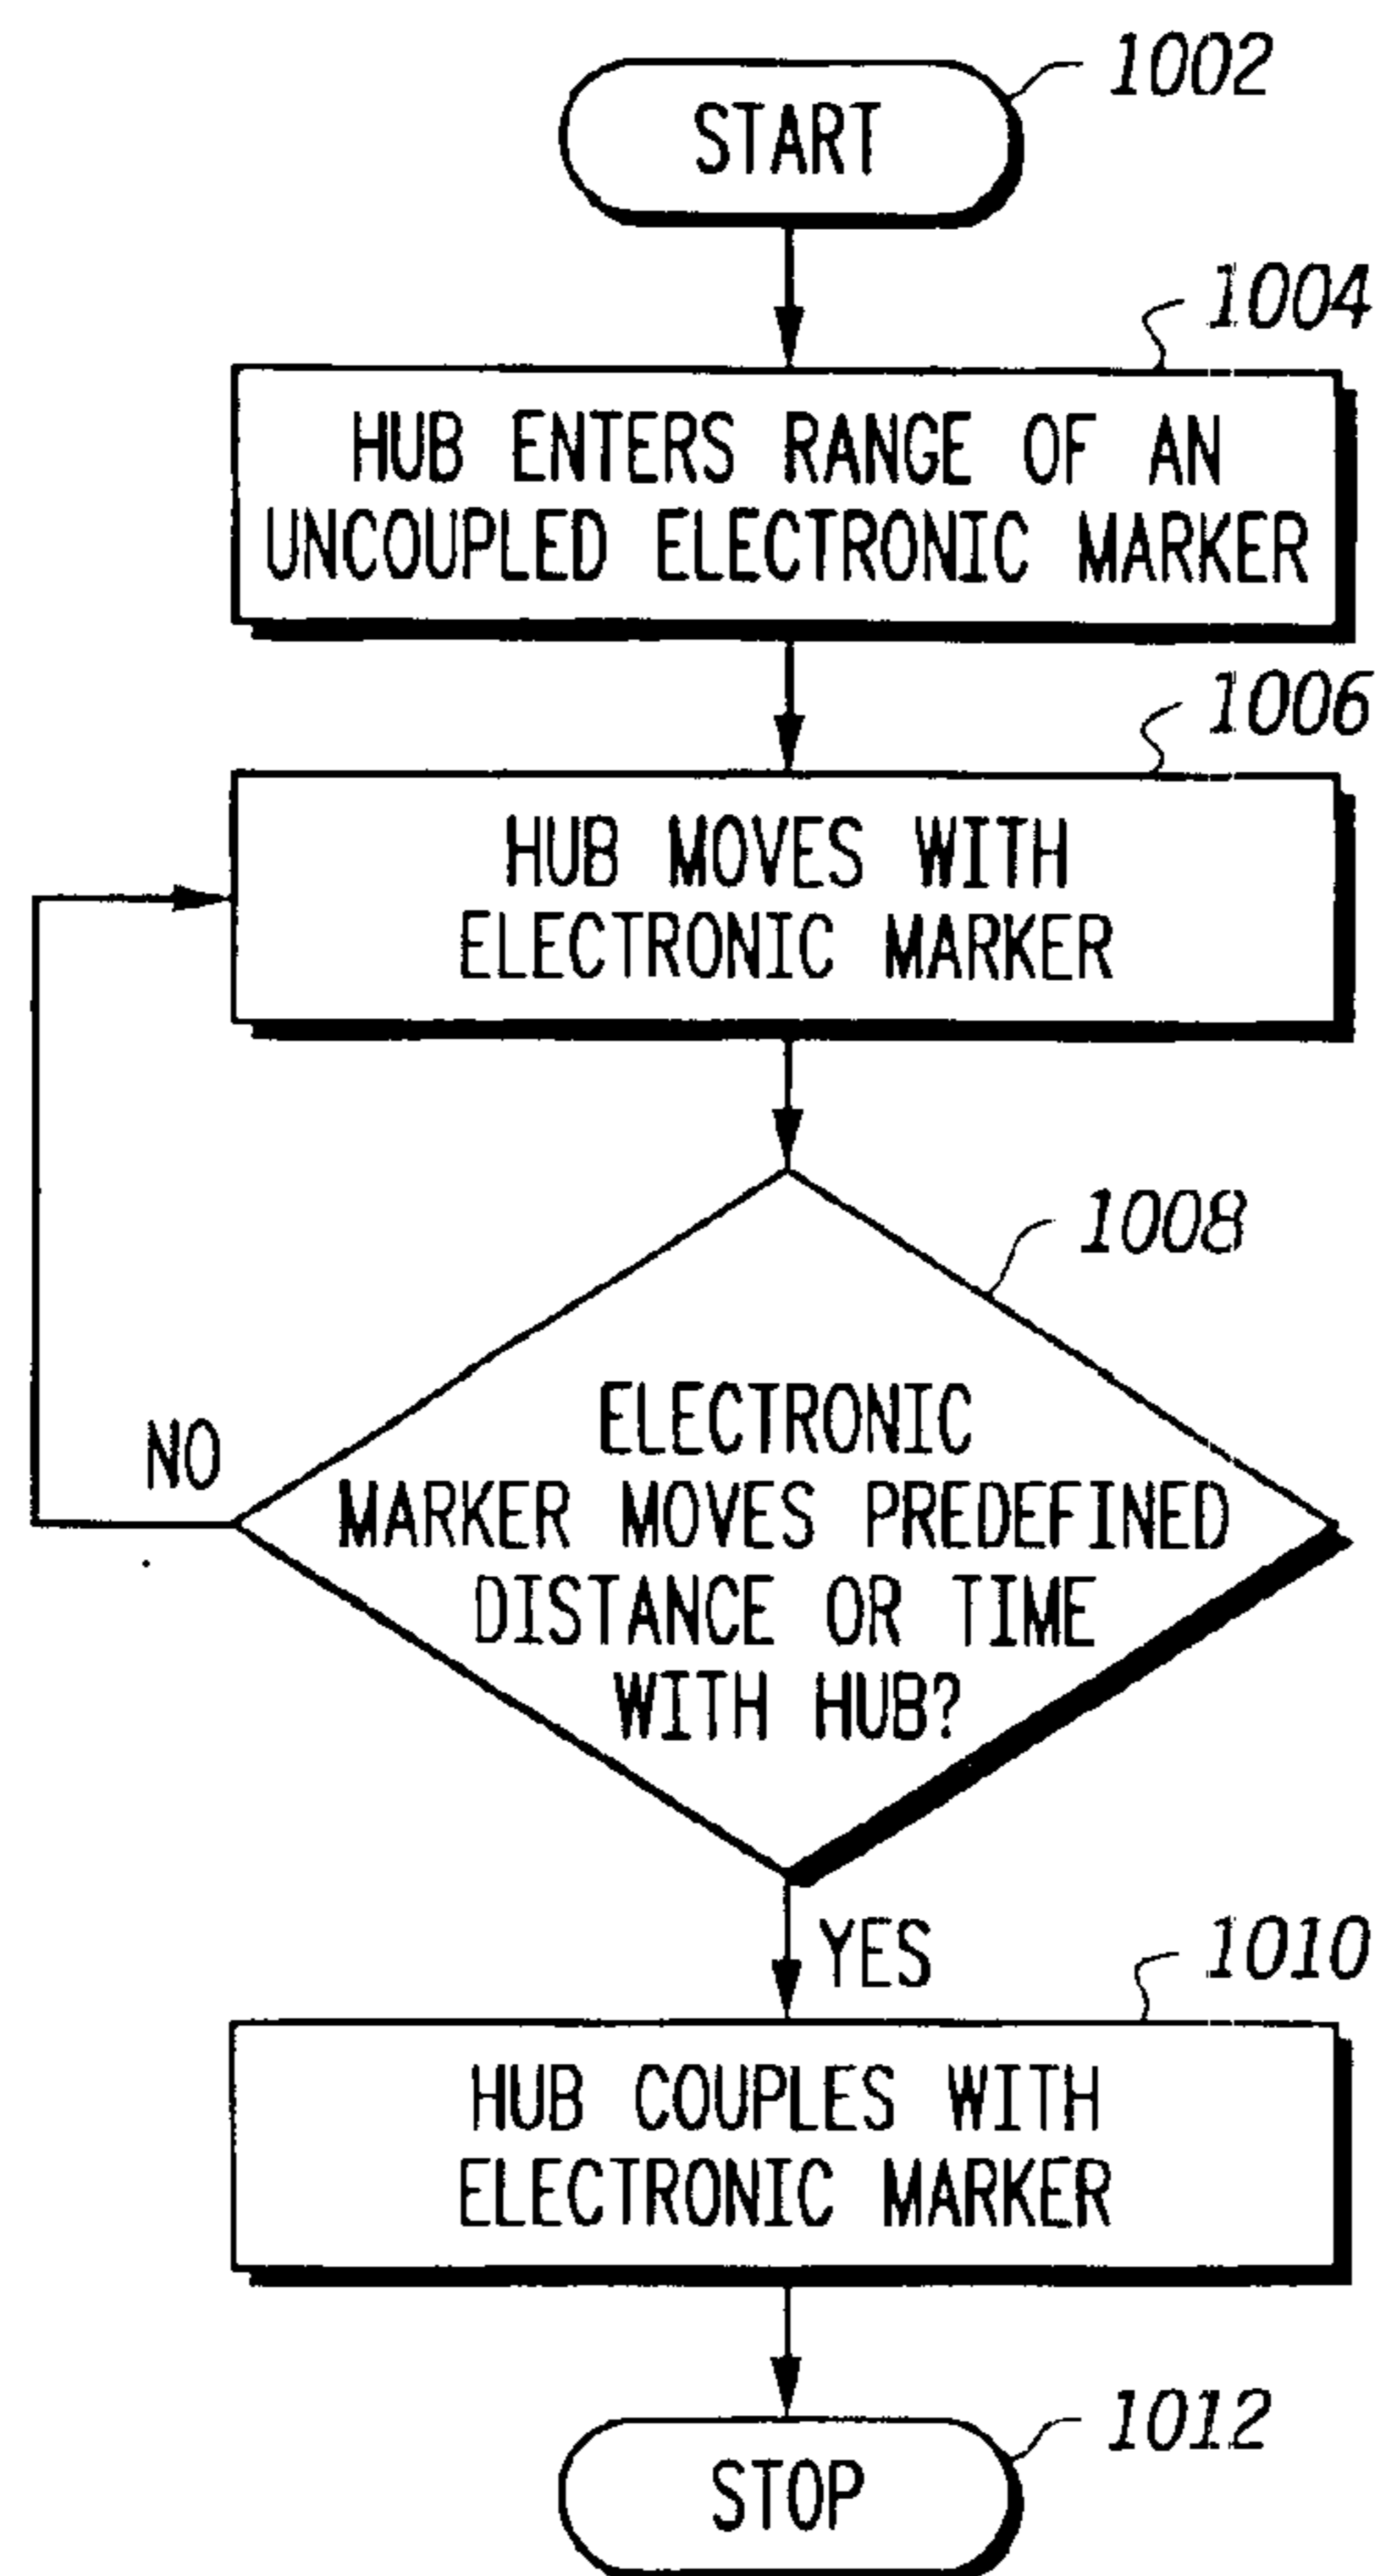 1002
START
1004
HUB ENTERS RANGE OF AN
UNCOUPLED ELECTRONIC MARKER
1006
HUB MOVES WITH
ELECTRONIC MARKER
1008
ELECTRONIC
MARKER MOVES PREDEFINED
DISTANCE OR TIME
WITH HUB?
NO
YES
1010
HUB COUPLES WITH
ELECTRONIC MARKER
1012
STOP